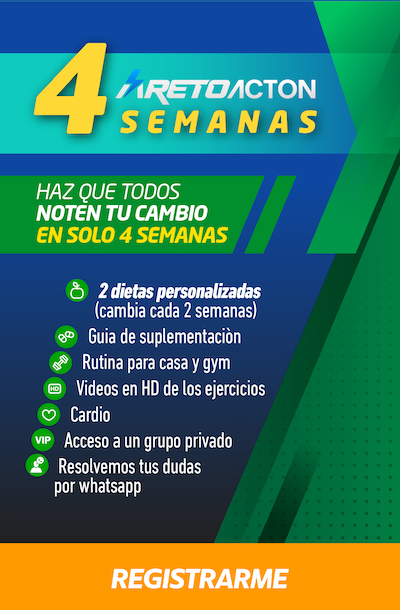 4 RETOACTON
SEMANAS
HAZ QUE TODOS
NOTEN TU CAMBIO
EN SOLO 4 SEMANAS
2 dietas personalizadas
(cambia cada 2 semanas)
Guia de suplementaciòn
Rutina para casa y gym
HD Videos en HD de los ejercicios
Cardio
VIP Acceso a un grupo privado
Resolvemos tus dudas
por whatsapp
REGISTRARME